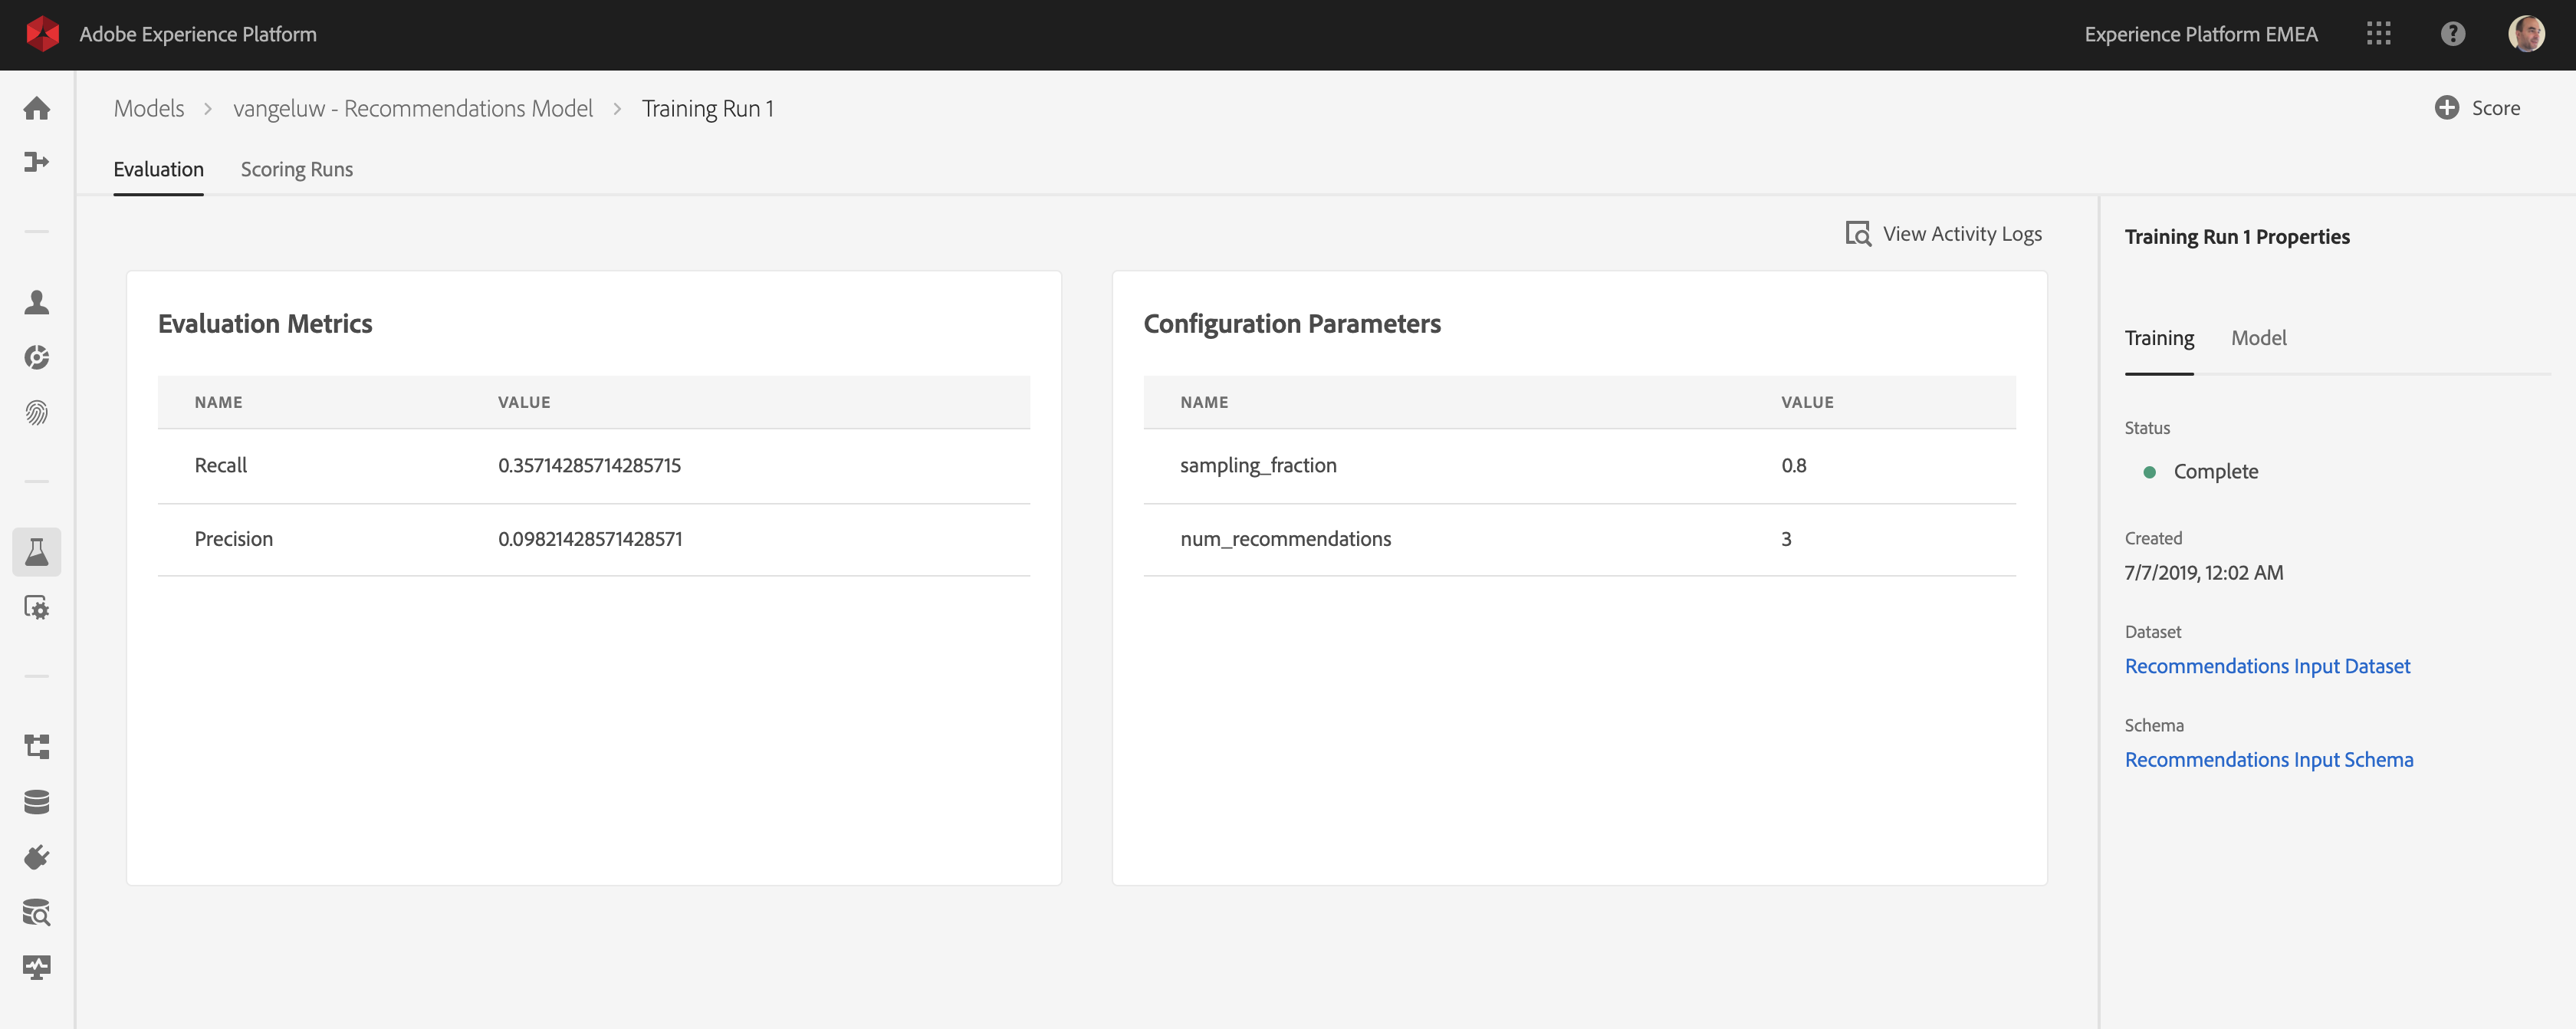 Adobe Experience Platform
Experience Platform EMEA
Models > vangeluw - Recommendations Model > Training Run 1
Score
Evaluation
Scoring Runs
View Activity Logs
Evaluation Metrics
NAME VALUE
Recall 0.35714285714285715
Precision 0.09821428571428571
Configuration Parameters
NAME VALUE
sampling_fraction 0.8
num_recommendations 3
Training Run 1 Properties
Training Model
Status
Complete
Created
7/7/2019, 12:02 AM
Dataset
Recommendations Input Dataset
Schema
Recommendations Input Schema